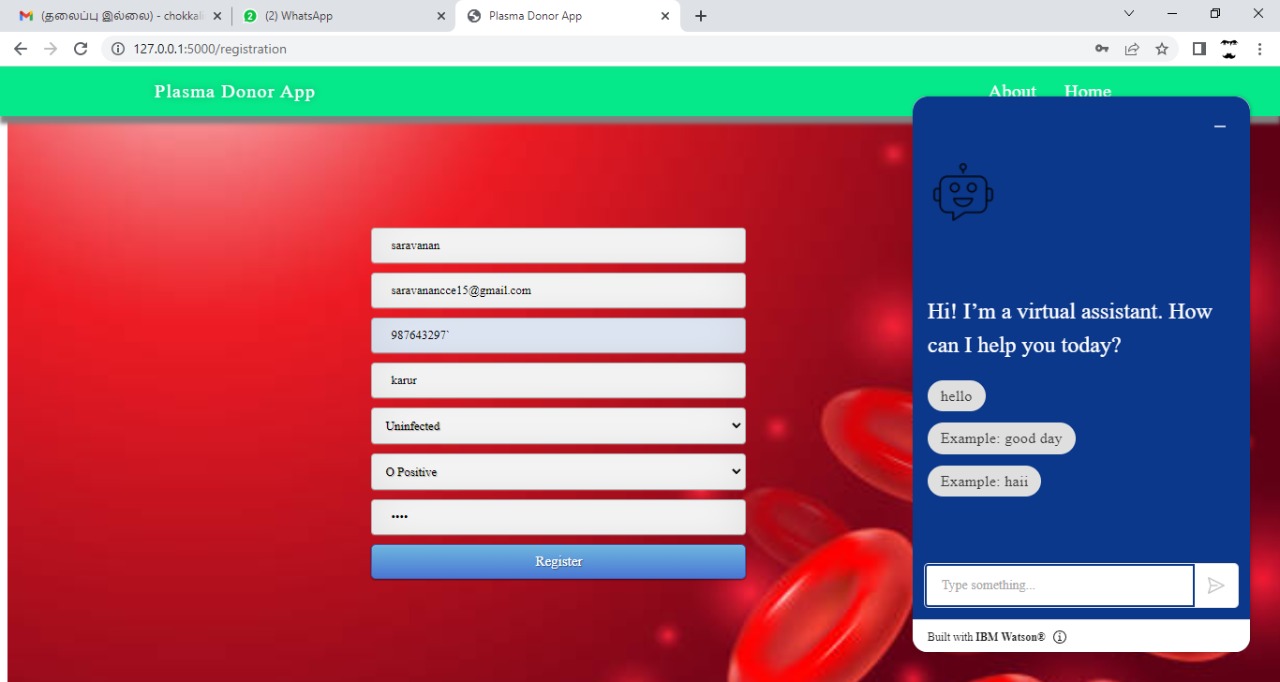 (தலைப்பு இல்லை) - chokkali
2
(2) WhatsApp
Plasma Donor App
127.0.0.1:5000/registration
Plasma Donor App
About
Home
saravanan
saravanancce15@gmail.com
987643297`
karur
Uninfected
O Positive
••••
Register
Hi! I’m a virtual assistant. How
can I help you today?
hello
Example: good day
Example: haii
Type something...
Built with IBM Watson®